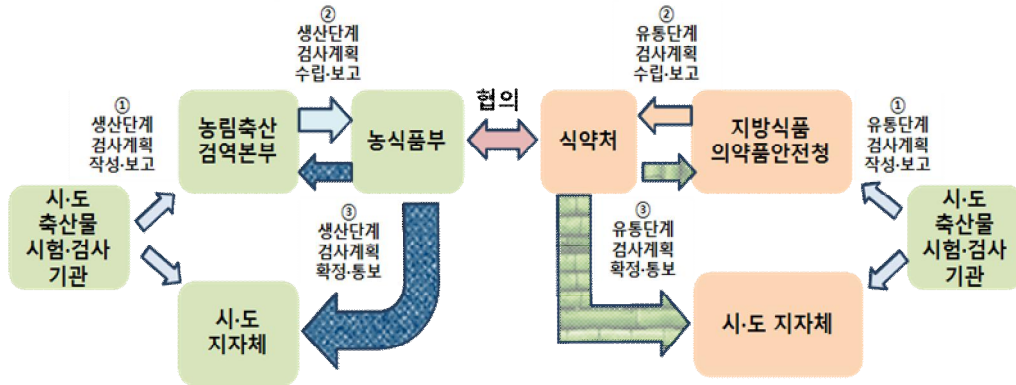 ②
생산단계
검사계획
수립·보고
②
유통단계
검사계획
수립·보고
협의
①
생산단계
검사계획
작성·보고
농림축산
검역본부
농식품부
식약처
지방식품
의약품안전청
①
유통단계
검사계획
작성·보고
시·도
축산물
시험·검사
기관
③
생산단계
검사계획
확정·통보
③
유통단계
검사계획
확정·통보
시·도
축산물
시험·검사
기관
시·도
지자체
시·도 지자체